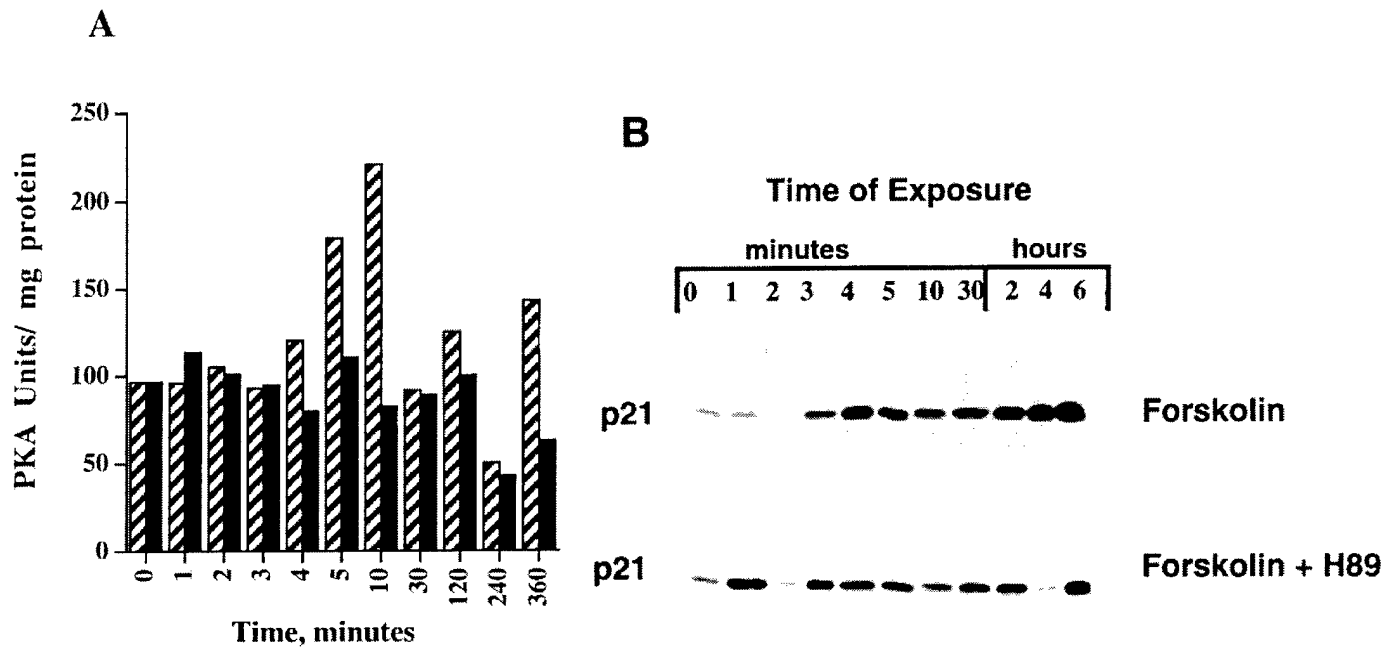 A
250
200
150
100
50
0
PKA Units/ mg protein
0 1 2 3 4 5 10 30 120 240 360
Time, minutes
B
Time of Exposure
minutes hours
0 1 2 3 4 5 10 30 2 4 6
p21 Forskolin
p21 Forskolin + H89